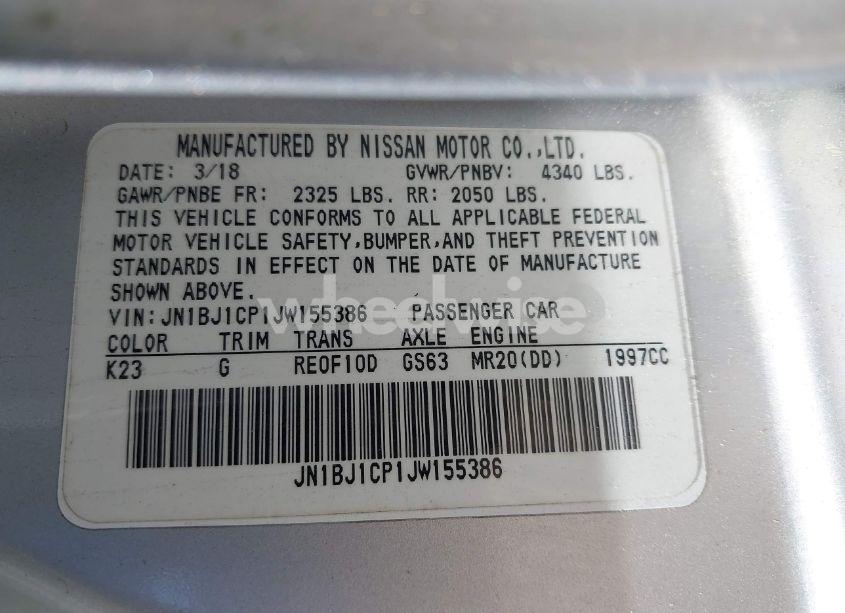 MANUFACTURED BY NISSAN MOTOR CO.,LTD.
DATE: 3/18 GVWR/PNBV: 4340 LBS.
GAWR/PNBE FR: 2325 LBS. RR: 2050 LBS.
THIS VEHICLE CONFORMS TO ALL APPLICABLE FEDERAL
MOTOR VEHICLE SAFETY,BUMPER,AND THEFT PREVENTION
STANDARDS IN EFFECT ON THE DATE OF MANUFACTURE
SHOWN ABOVE.
VIN:JN1BJ1CP1JW155386 PASSENGER CAR
wheelwise
COLOR TRIM TRANS AXLE ENGINE
K23 G RE0F10D GS63 MR20(DD) 1997CC
JN1BJ1CP1JW155386